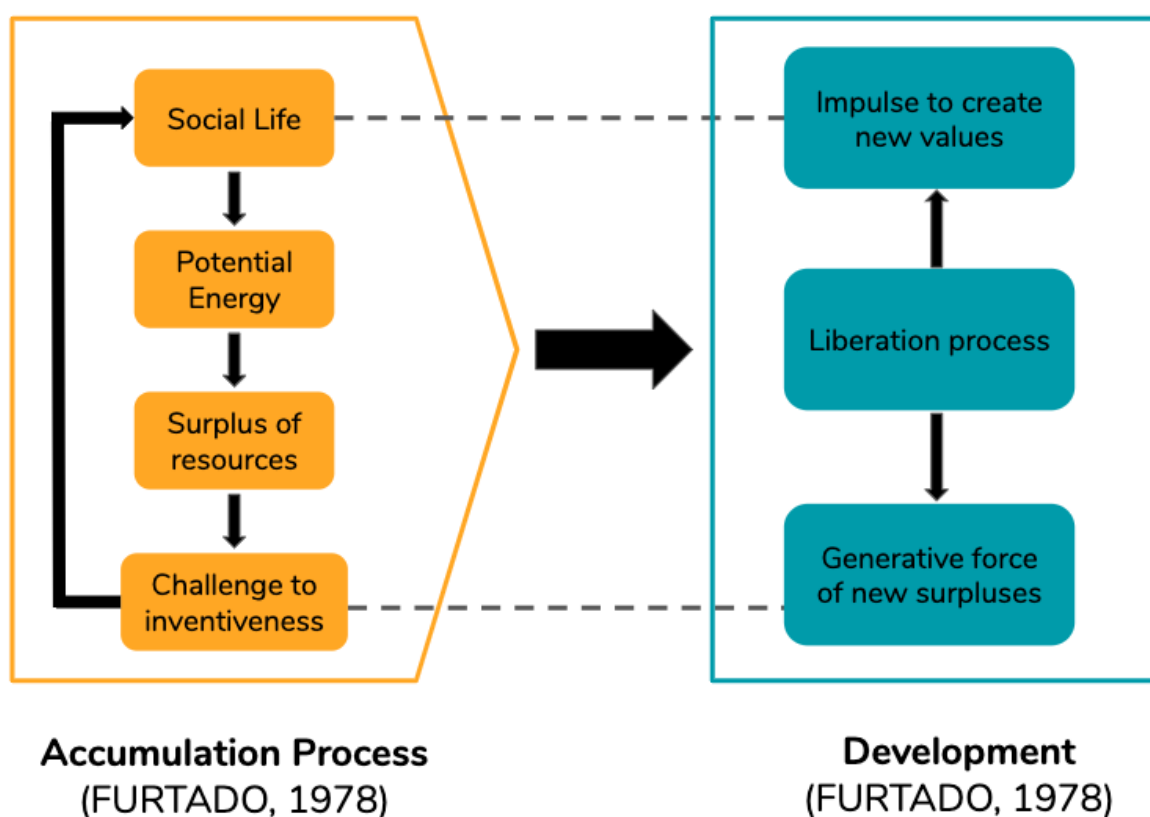 Social Life
Potential
Energy
Surplus of
resources
Challenge to
inventiveness
Impulse to create
new values
Liberation process
Generative force
of new surpluses
Accumulation Process
(FURTADO, 1978)
Development
(FURTADO, 1978)